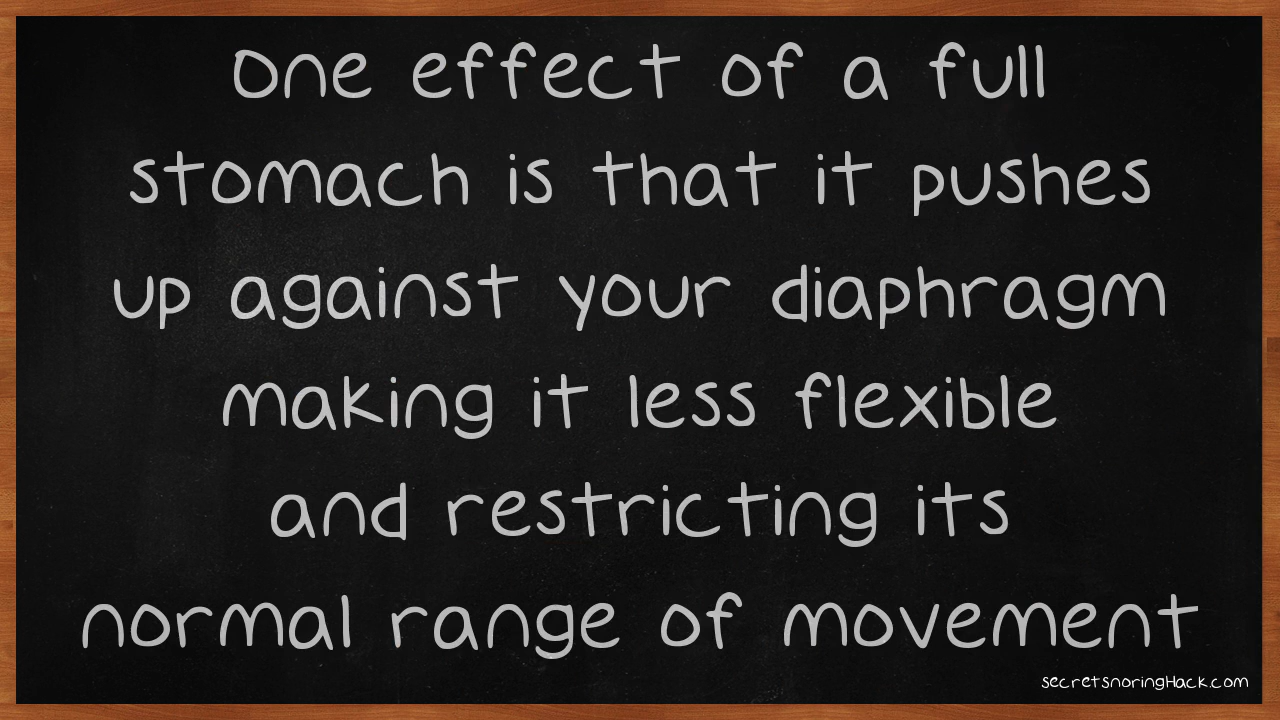 One effect of a full
stomach is that it pushes
up against your diaphragm
making it less flexible
and restricting its
normal range of movement
secretsnoringHack.com